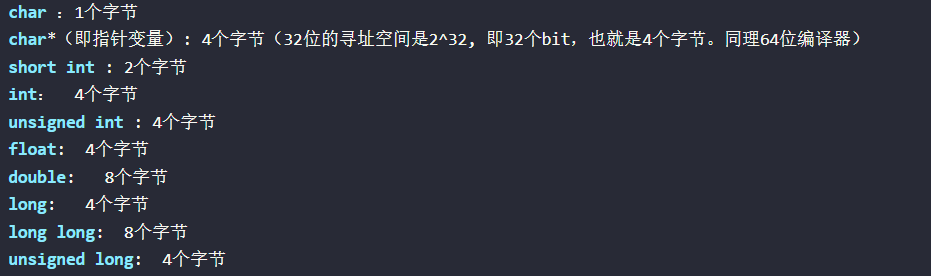 char ：1个字节
char*（即指针变量）: 4个字节（32位的寻址空间是2^32, 即32个bit，也就是4个字节。同理64位编译器）
short int : 2个字节
int：  4个字节
unsigned int : 4个字节
float:  4个字节
double:   8个字节
long:   4个字节
long long:  8个字节
unsigned long:  4个字节